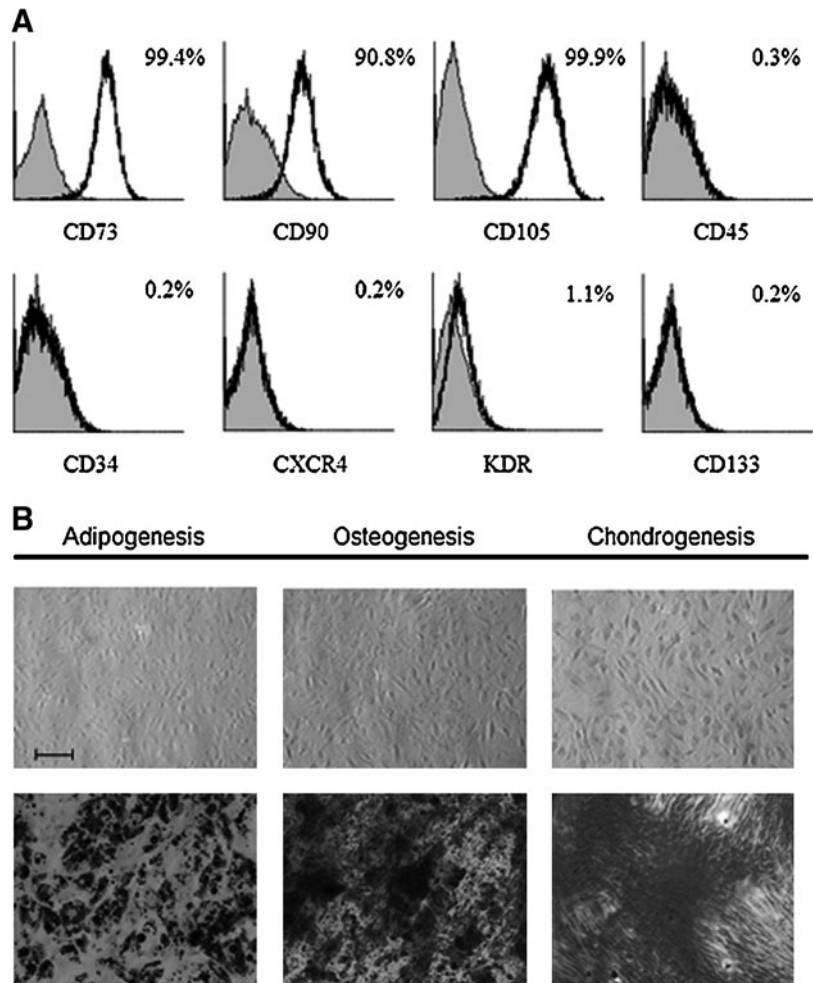 A
99.4%
90.8%
99.9%
0.3%
CD73
CD90
CD105
CD45
0.2%
0.2%
1.1%
0.2%
CD34
CXCR4
KDR
CD133
B
Adipogenesis
Osteogenesis
Chondrogenesis